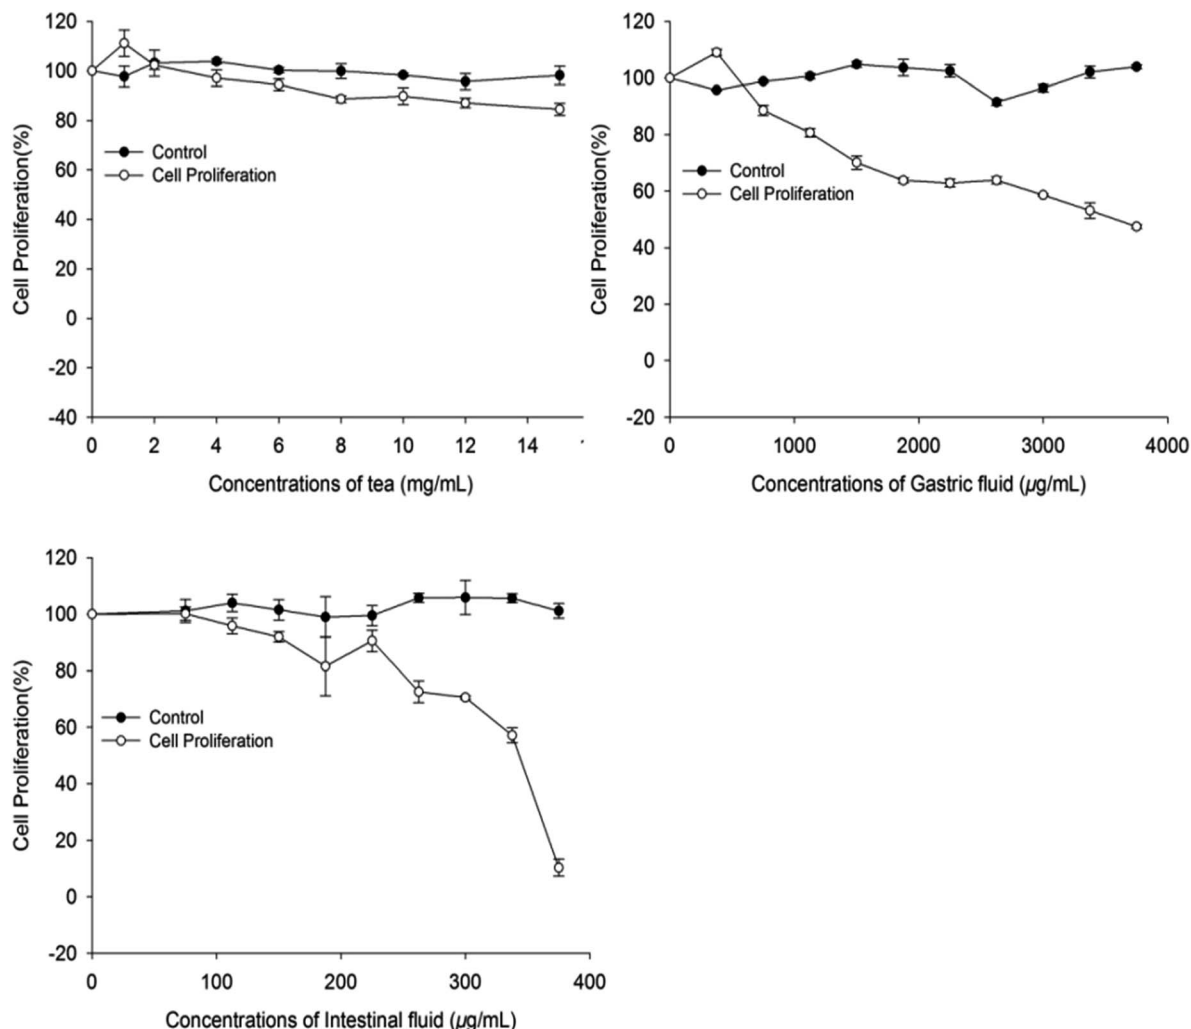 120
100
80
60
40
20
0
-20
-40
Cell Proliferation(%)
Control
Cell Proliferation
0 2 4 6 8 10 12 14
Concentrations of tea (mg/mL)
120
100
80
60
40
20
0
-20
Cell Proliferation(%)
Control
Cell Proliferation
0 1000 2000 3000 4000
Concentrations of Gastric fluid (µg/mL)
120
100
80
60
40
20
0
-20
Cell Proliferation(%)
Control
Cell Proliferation
0 100 200 300 400
Concentrations of Intestinal fluid (µg/mL)